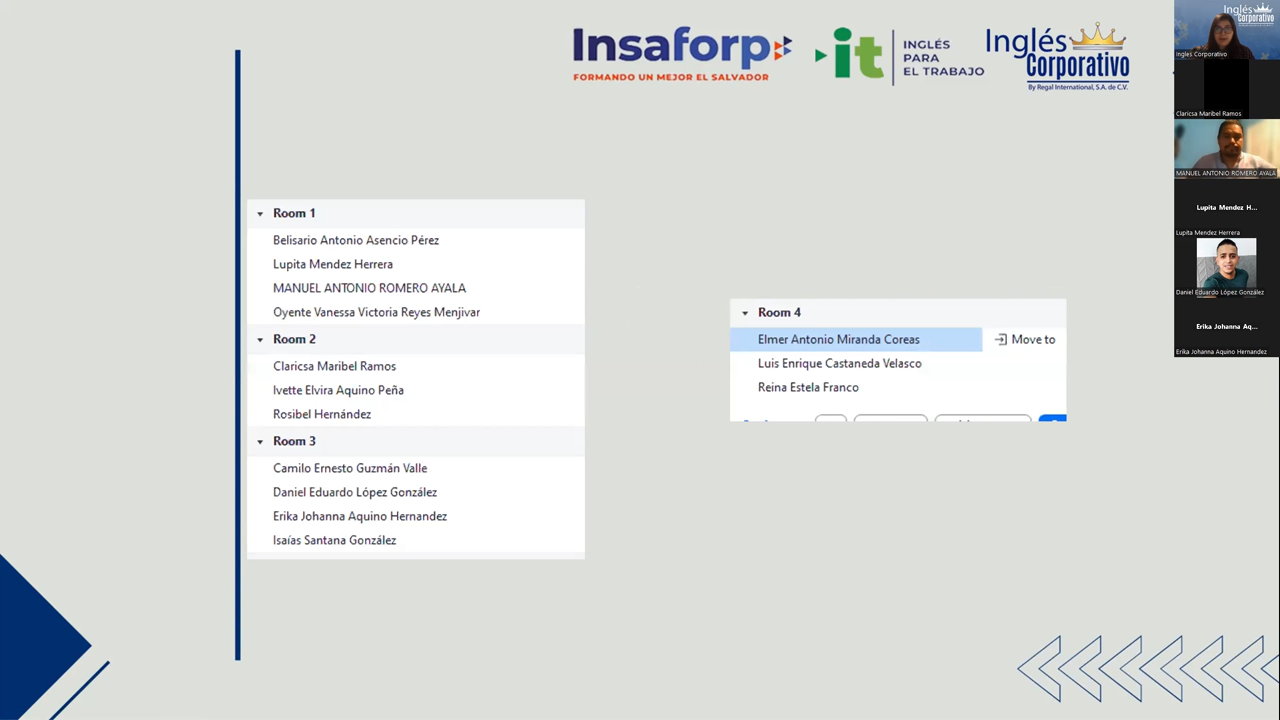 Insaforp
FORMANDO UN MEJOR EL SALVADOR
it
INGLÉS
PARA
EL TRABAJO
Inglés
Corporativo
By Regal International, S.A. de C.V.
Room 1
Belisario Antonio Asencio Pérez
Lupita Mendez Herrera
MANUEL ANTONIO ROMERO AYALA
Oyente Vanessa Victoria Reyes Menjivar
Room 2
Claricsa Maribel Ramos
Ivette Elvira Aquino Peña
Rosibel Hernández
Room 3
Camilo Ernesto Guzmán Valle
Daniel Eduardo López González
Erika Johanna Aquino Hernandez
Isaías Santana González
Room 4
Elmer Antonio Miranda Coreas
Move to
Luis Enrique Castaneda Velasco
Reina Estela Franco
Inglés
Corporativo
Ingles Corporativo
Claricsa Maribel Ramos
MANUEL ANTONIO ROMERO AYALA
Lupita Mendez H...
Lupita Mendez Herrera
Daniel Eduardo López González
Erika Johanna Aq...
Erika Johanna Aquino Hernandez